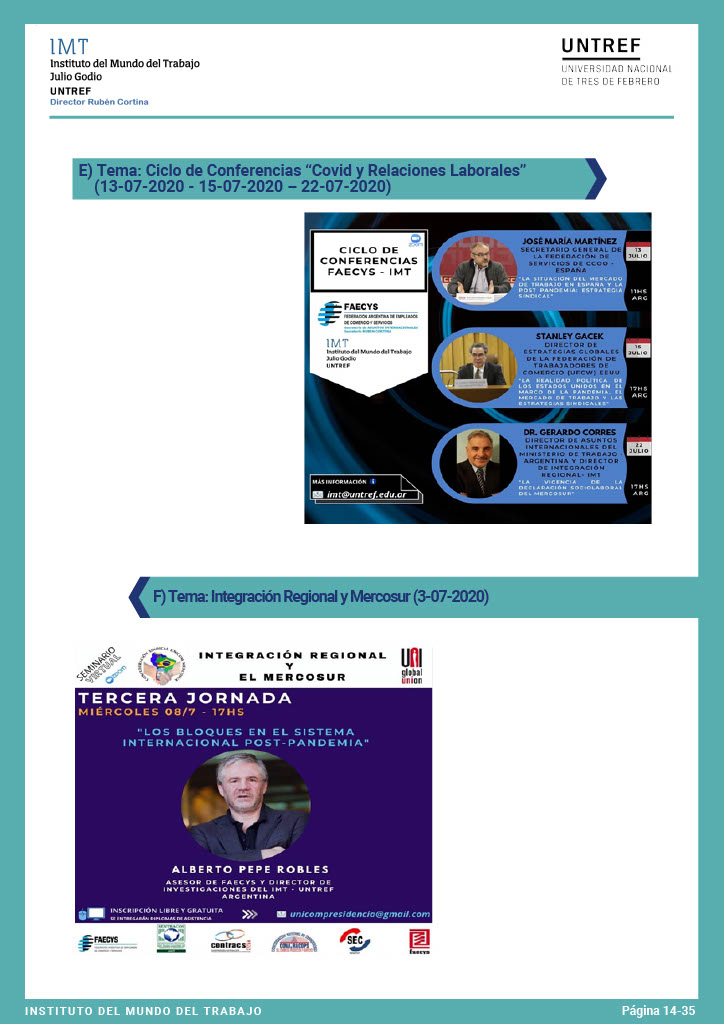 IMT
Instituto del Mundo del Trabajo
Julio Godio
UNTREF
Director Rubén Cortina
UNTREF
UNIVERSIDAD NACIONAL
DE TRES DE FEBRERO
E) Tema: Ciclo de Conferencias “Covid y Relaciones Laborales”
(13-07-2020 - 15-07-2020 – 22-07-2020)
CICLO DE
CONFERENCIAS
FAECYS - IMT
zoom
FAECYS
FEDERACIÓN ARGENTINA DE EMPLEADOS
DE COMERCIO Y SERVICIOS
IMT
Instituto del Mundo del Trabajo
Julio Godio
UNTREF
MÁS INFORMACIÓN
imt@untref.edu.ar
JOSÉ MARÍA MARTÍNEZ
SECRETARIO GENERAL DE
LA FEDERACIÓN DE
SERVICIOS DE CCOO -
ESPAÑA
"LA SITUACIÓN DEL MERCADO
DE TRABAJO EN ESPAÑA Y LA
POST PANDEMIA: ESTRATEGIA
SINDICAL"
13
JULIO
11HS
ARG
STANLEY GACEK
DIRECTOR DE
ESTRATEGIAS GLOBALES
DE LA FEDERACIÓN DE
TRABAJADORES DE
COMERCIO (UFCW) EEUU
"LA REALIDAD POLÍTICA DE
LOS ESTADOS UNIDOS EN EL
MARCO DE LA PANDEMIA, EL
MERCADO DE TRABAJO Y LAS
ESTRATEGIAS SINDICALES"
15
JULIO
17HS
ARG
DR. GERARDO CORRES
DIRECTOR DE ASUNTOS
INTERNACIONALES DEL
MINISTERIO DE TRABAJO -
ARGENTINA Y DIRECTOR
DE INTEGRACIÓN
REGIONAL- IMT
"LA VIGENCIA DE LA
DECLARACIÓN SOCIOLABORAL
DEL MERCOSUR"
22
JULIO
17HS
ARG
F) Tema: Integración Regional y Mercosur (3-07-2020)
SEMINARIO
VIRTUAL
zoom
INTEGRACIÓN REGIONAL
Y
EL MERCOSUR
UNI
global
union
TERCERA JORNADA
MIÉRCOLES 08/7 - 17HS
"LOS BLOQUES EN EL SISTEMA
INTERNACIONAL POST-PANDEMIA"
ALBERTO PEPE ROBLES
ASESOR DE FAECYS Y DIRECTOR DE
INVESTIGACIONES DEL IMT - UNTREF
ARGENTINA
INSCRIPCIÓN LIBRE Y GRATUITA
SE ENTREGARÁN DIPLOMAS DE ASISTENCIA
unicompresidencia@gmail.com
FAECYS
contracs
SEC
fuecys
INSTITUTO DEL MUNDO DEL TRABAJO
Página 14-35